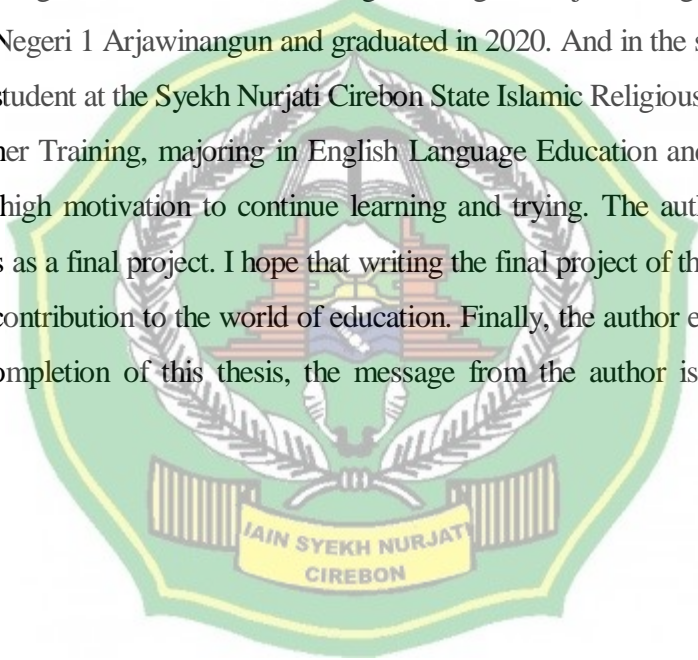 Negeri 1 Arjawinangun and graduated in 2020. And in the s
student at the Syekh Nurjati Cirebon State Islamic Religious
her Training, majoring in English Language Education and
high motivation to continue learning and trying. The auth
s as a final project. I hope that writing the final project of th
contribution to the world of education. Finally, the author e
ompletion of this thesis, the message from the author is
IAIN SYEKH NURJATI
CIREBON